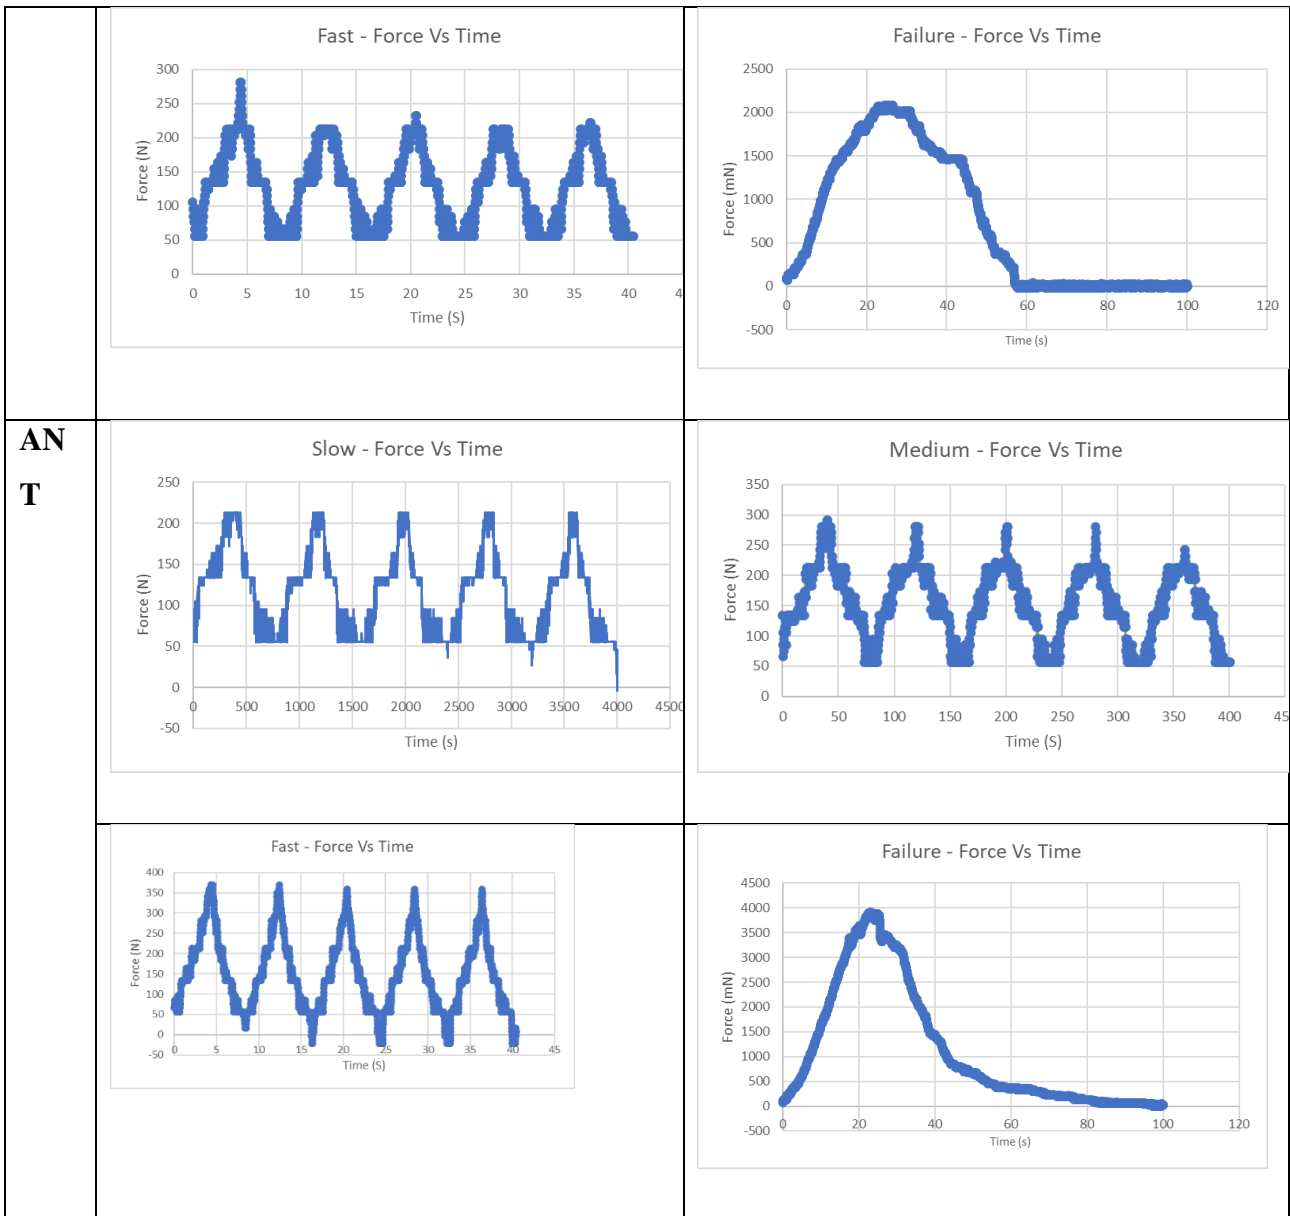 Fast - Force Vs Time
300
250
200
150
100
50
0
Force (N)
0 5 10 15 20 25 30 35 40 4
Time (S)
Failure - Force Vs Time
2500
2000
1500
1000
500
0
-500
Force (mN)
0 20 40 60 80 100 120
Time (s)
AN
T
Slow - Force Vs Time
250
200
150
100
50
0
-50
Force (N)
0 500 1000 1500 2000 2500 3000 3500 4000 4500
Time (s)
Medium - Force Vs Time
350
300
250
200
150
100
50
0
Force (N)
0 50 100 150 200 250 300 350 400 45
Time (S)
Fast - Force Vs Time
400
350
300
250
200
150
100
50
0
-50
Force (N)
0 5 10 15 20 25 30 35 40 45
Time (S)
Failure - Force Vs Time
4500
4000
3500
3000
2500
2000
1500
1000
500
0
-500
Force (mN)
0 20 40 60 80 100 120
Time (s)